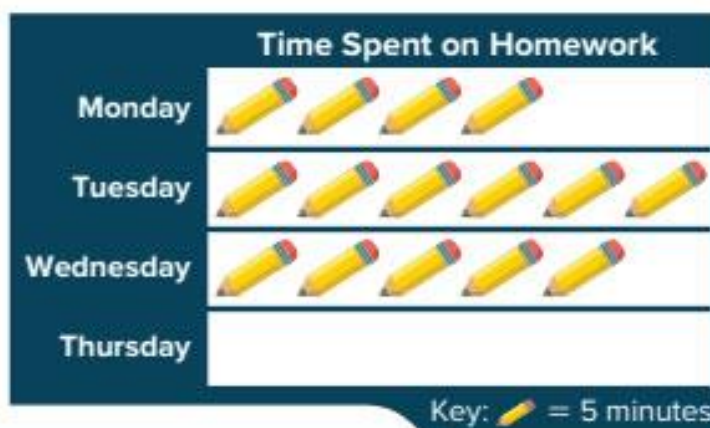 Time Spent on Homework
Monday
Tuesday
Wednesday
Thursday
Key: = 5 minutes